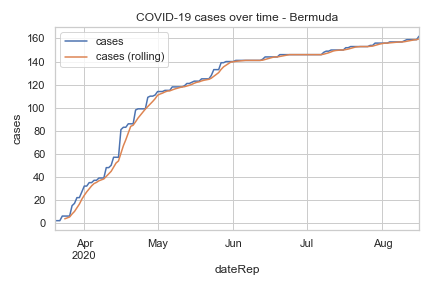 COVID-19 cases over time - Bermuda
cases
cases (rolling)
160
140
120
100
80
60
40
20
0
cases
Apr
2020
May
Jun
Jul
Aug
dateRep